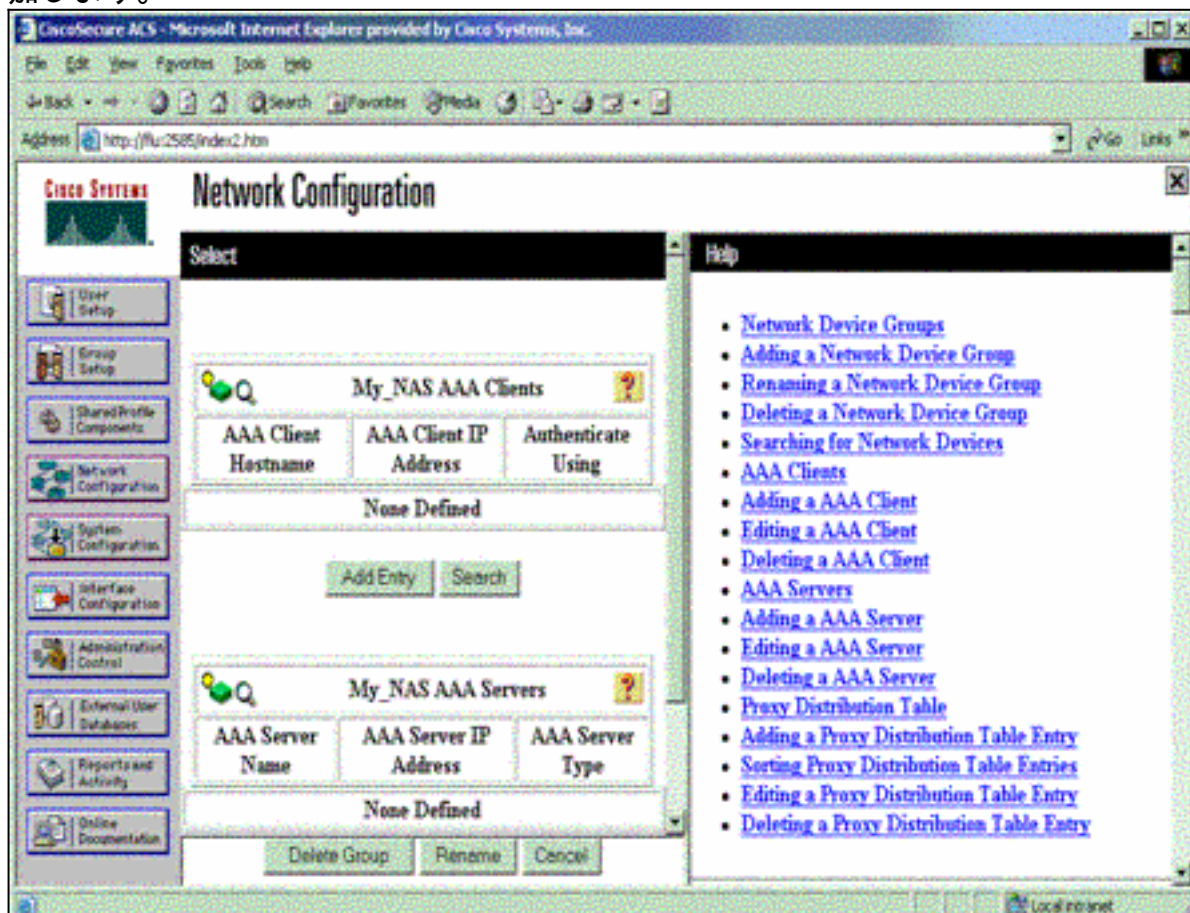 CiscoSecure ACS - Microsoft Internet Explorer provided by Cisco Systems, Inc.
File Edit View Favorites Tools Help
Back Search Favorites Media
Address http://flu:2585/index2.htm Go Links »
CISCO SYSTEMS
Network Configuration
User Setup
Group Setup
Shared Profile Components
Network Configuration
System Configuration
Interface Configuration
Administration Control
External User Databases
Reports and Activity
Online Documentation
Select
My_NAS AAA Clients
AAA Client Hostname AAA Client IP Address Authenticate Using
None Defined
Add Entry Search
My_NAS AAA Servers
AAA Server Name AAA Server IP Address AAA Server Type
None Defined
Delete Group Rename Cancel
Help
Network Device Groups
Adding a Network Device Group
Renaming a Network Device Group
Deleting a Network Device Group
Searching for Network Devices
AAA Clients
Adding a AAA Client
Editing a AAA Client
Deleting a AAA Client
AAA Servers
Adding a AAA Server
Editing a AAA Server
Deleting a AAA Server
Proxy Distribution Table
Adding a Proxy Distribution Table Entry
Sorting Proxy Distribution Table Entries
Editing a Proxy Distribution Table Entry
Deleting a Proxy Distribution Table Entry
Local intranet